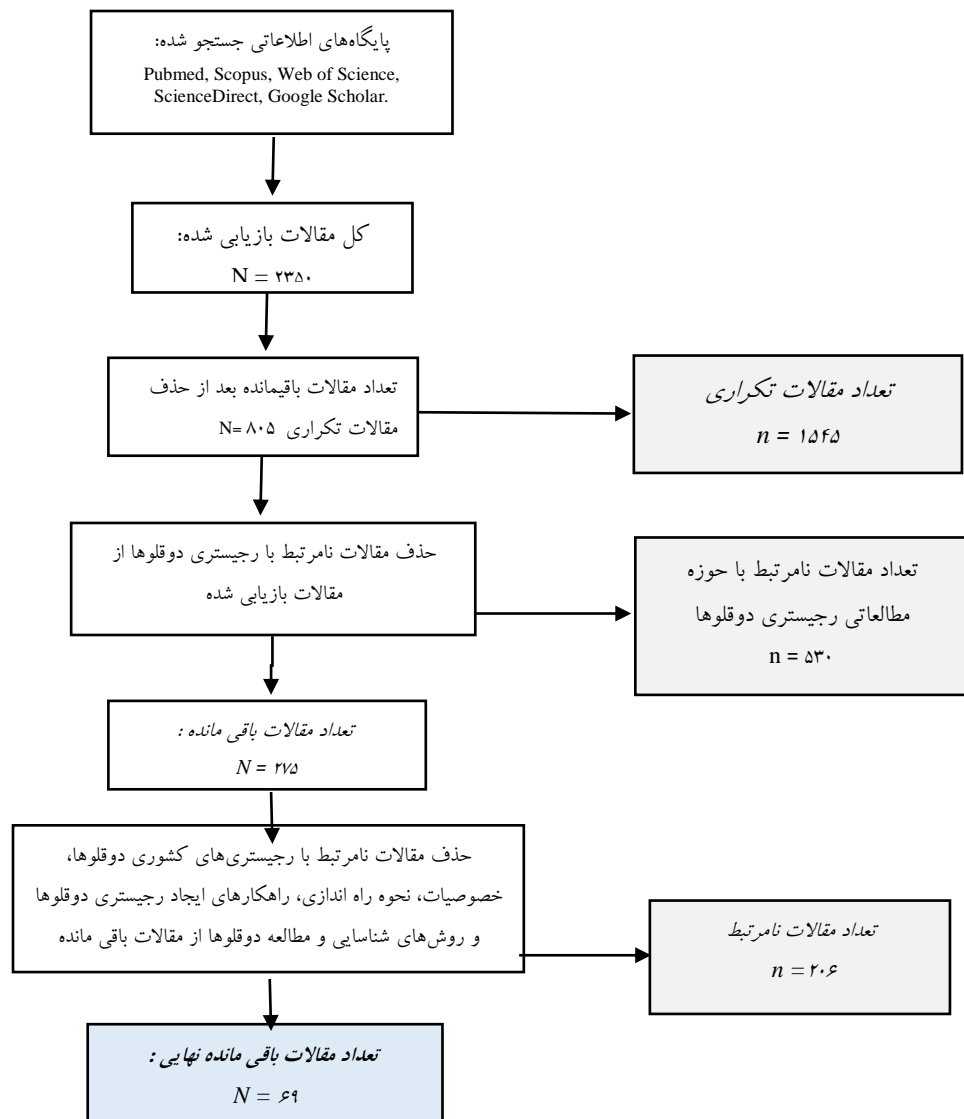 پایگاه‌های اطلاعاتی جستجو شده:
Pubmed, Scopus, Web of Science,
ScienceDirect, Google Scholar.
کل مقالات بازیابی شده:
N = ۲۳۵۰
تعداد مقالات باقیمانده بعد از حذف
مقالات تکراری N= ۸۰۵
تعداد مقالات تکراری
n = ۱۵۴۵
حذف مقالات نامرتبط با رجیستری دوقلوها از
مقالات بازیابی شده
تعداد مقالات نامرتبط با حوزه
مطالعاتی رجیستری دوقلوها
n = ۵۳۰
تعداد مقالات باقی مانده :
N = ۲۷۵
حذف مقالات نامرتبط با رجیستری‌های کشوری دوقلوها،
خصوصیات، نحوه راه اندازی، راهکارهای ایجاد رجیستری دوقلوها
و روش‌های شناسایی و مطالعه دوقلوها از مقالات باقی مانده
تعداد مقالات نامرتبط
n = ۲۰۶
تعداد مقالات باقی مانده نهایی :
N = ۶۹